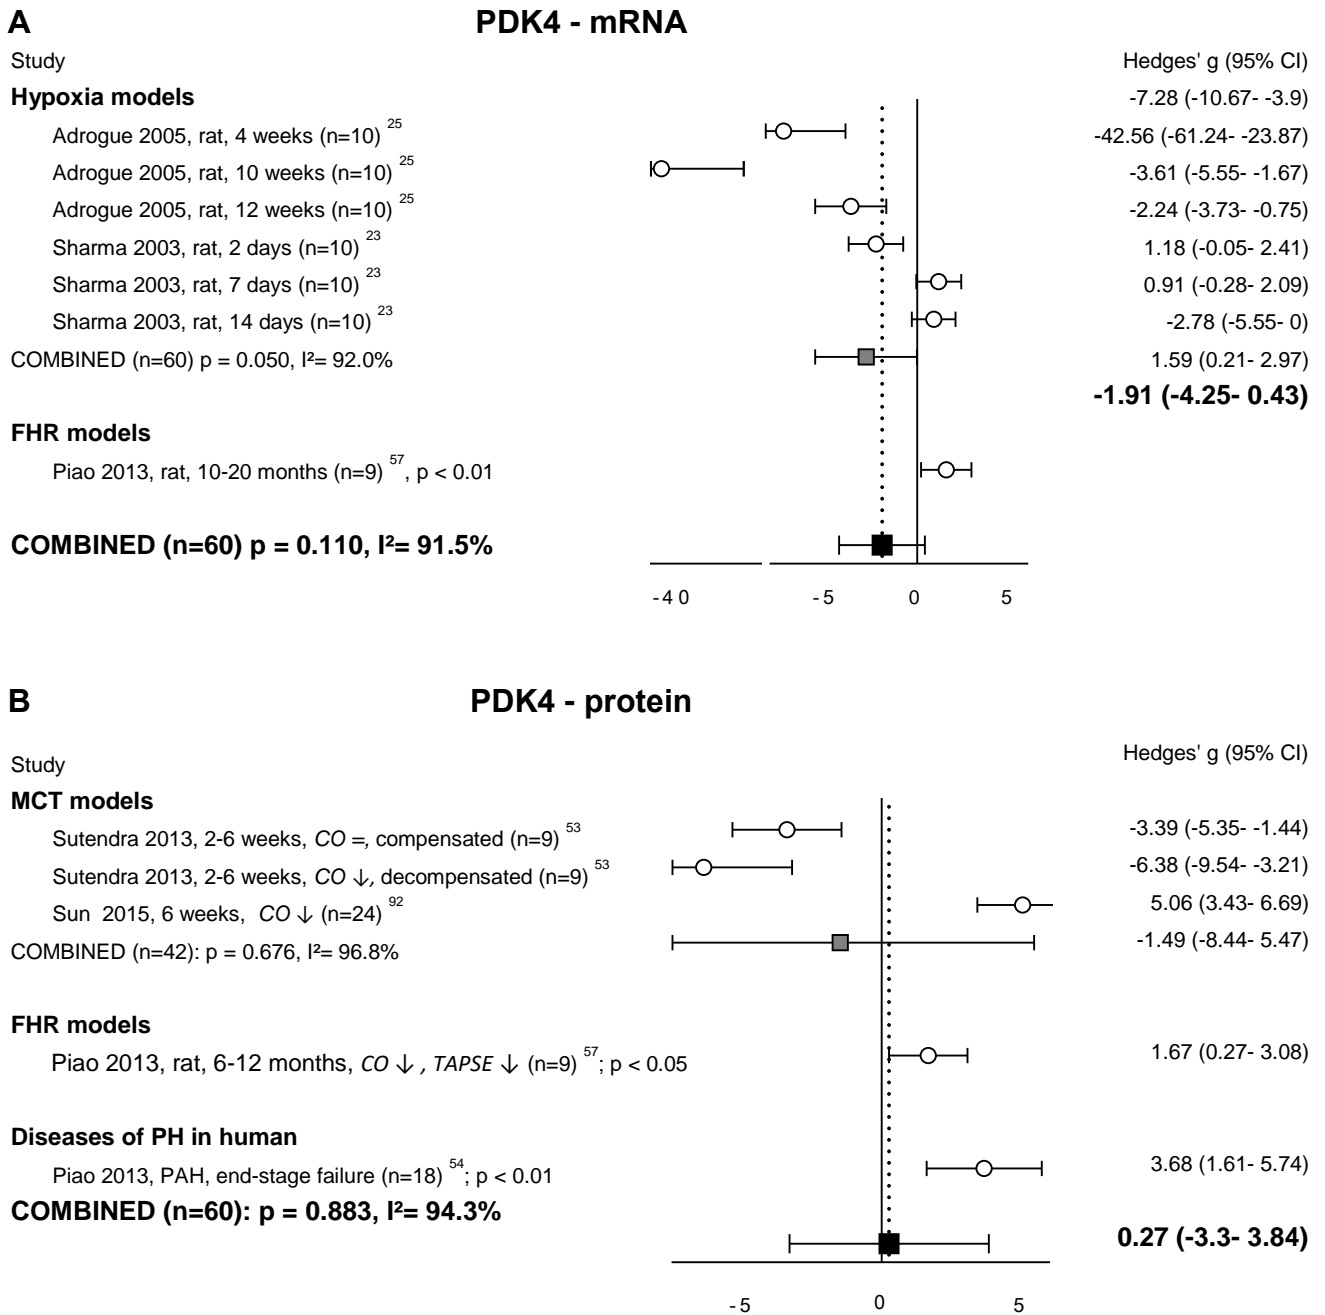 A PDK4 - mRNA
Study Hedges' g (95% CI)
Hypoxia models -7.28 (-10.67- -3.9)
Adrogue 2005, rat, 4 weeks (n=10) 25 -42.56 (-61.24- -23.87)
Adrogue 2005, rat, 10 weeks (n=10) 25 -3.61 (-5.55- -1.67)
Adrogue 2005, rat, 12 weeks (n=10) 25 -2.24 (-3.73- -0.75)
Sharma 2003, rat, 2 days (n=10) 23 1.18 (-0.05- 2.41)
Sharma 2003, rat, 7 days (n=10) 23 0.91 (-0.28- 2.09)
Sharma 2003, rat, 14 days (n=10) 23 -2.78 (-5.55- 0)
COMBINED (n=60) p = 0.050, I²= 92.0% 1.59 (0.21- 2.97)
-1.91 (-4.25- 0.43)
FHR models
Piao 2013, rat, 10-20 months (n=9) 57, p < 0.01
COMBINED (n=60) p = 0.110, I²= 91.5%
-40 -5 0 5
B PDK4 - protein
Study Hedges' g (95% CI)
MCT models
Sutendra 2013, 2-6 weeks, CO =, compensated (n=9) 53 -3.39 (-5.35- -1.44)
Sutendra 2013, 2-6 weeks, CO ↓, decompensated (n=9) 53 -6.38 (-9.54- -3.21)
Sun 2015, 6 weeks, CO ↓ (n=24) 92 5.06 (3.43- 6.69)
COMBINED (n=42): p = 0.676, I²= 96.8% -1.49 (-8.44- 5.47)
FHR models
Piao 2013, rat, 6-12 months, CO ↓ , TAPSE ↓ (n=9) 57; p < 0.05 1.67 (0.27- 3.08)
Diseases of PH in human
Piao 2013, PAH, end-stage failure (n=18) 54; p < 0.01 3.68 (1.61- 5.74)
COMBINED (n=60): p = 0.883, I²= 94.3%
0.27 (-3.3- 3.84)
-5 0 5